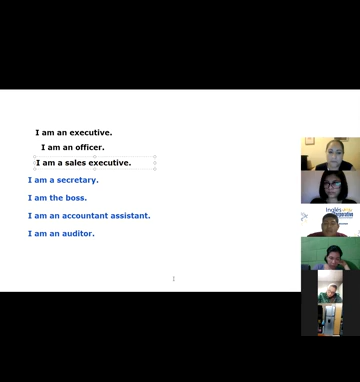 I am an executive.
I am an officer.
I am a sales executive.
I am a secretary.
I am the boss.
I am an accountant assistant.
I am an auditor.
Inglés